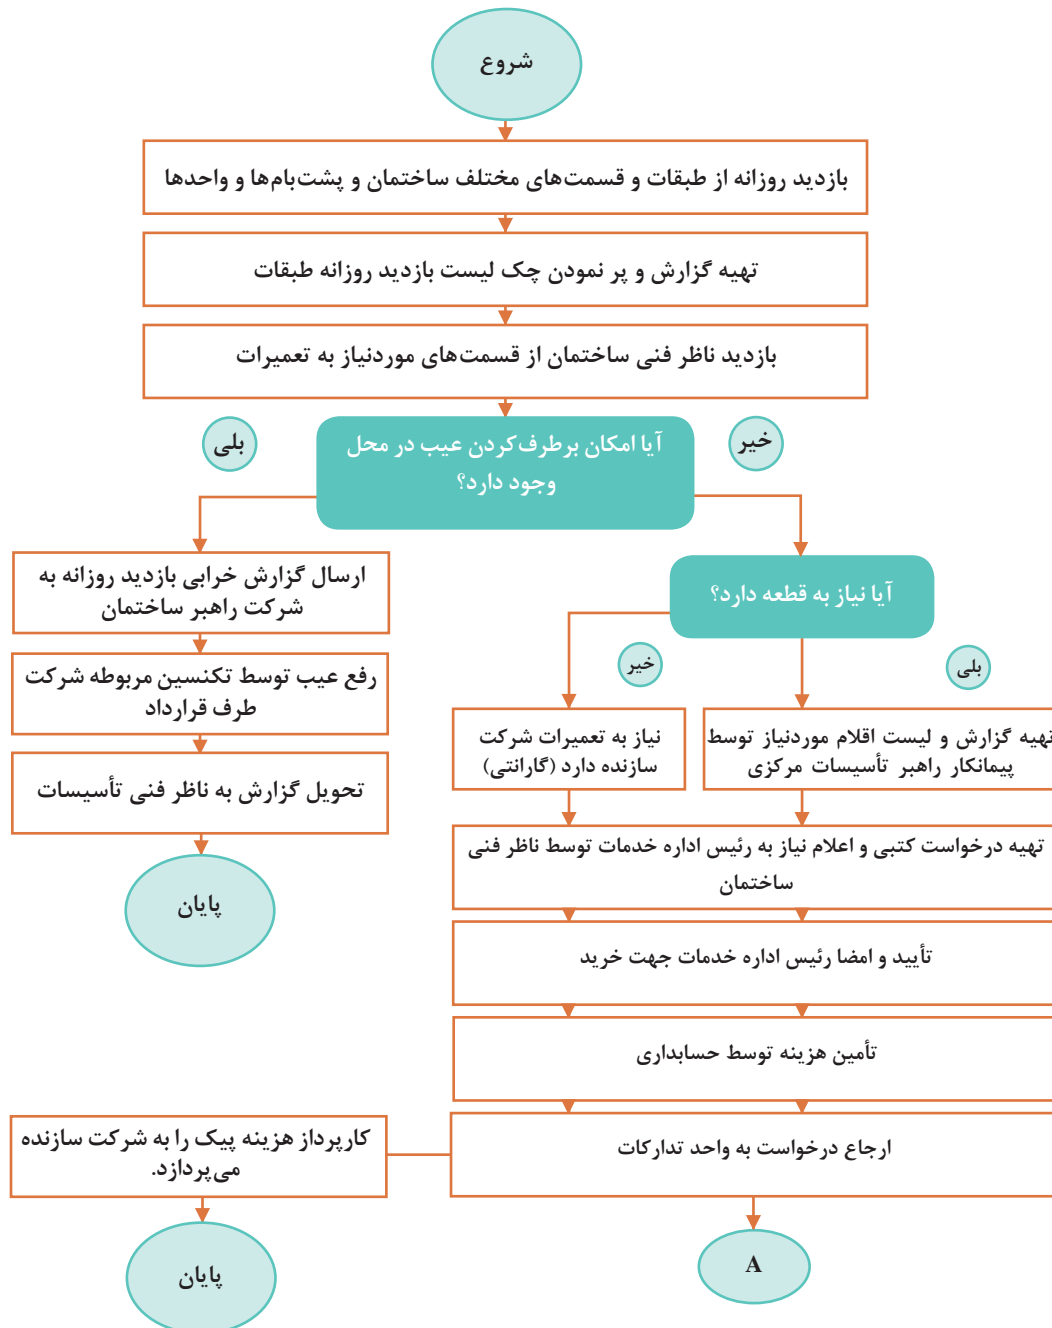 شروع
بازدید روزانه از طبقات و قسمت‌های مختلف ساختمان و پشت‌بام‌ها و واحدها
تهیه گزارش و پر نمودن چک لیست بازدید روزانه طبقات
بازدید ناظر فنی ساختمان از قسمت‌های موردنیاز به تعمیرات
آیا امکان برطرف‌کردن عیب در محل
وجود دارد؟
خیر
بلی
آیا نیاز به قطعه دارد؟
بلی
خیر
ارسال گزارش خرابی بازدید روزانه به
شرکت راهبر ساختمان
رفع عیب توسط تکنسین مربوطه شرکت
طرف قرارداد
تحویل گزارش به ناظر فنی تأسیسات
پایان
تهیه گزارش و لیست اقلام موردنیاز توسط
پیمانکار راهبر تأسیسات مرکزی
نیاز به تعمیرات شرکت
سازنده دارد (گارانتی)
تهیه درخواست کتبی و اعلام نیاز به رئیس اداره خدمات توسط ناظر فنی
ساختمان
تأیید و امضا رئیس اداره خدمات جهت خرید
تأمین هزینه توسط حسابداری
ارجاع درخواست به واحد تدارکات
کارپرداز هزینه پیک را به شرکت سازنده
می‌پردازد.
پایان
A